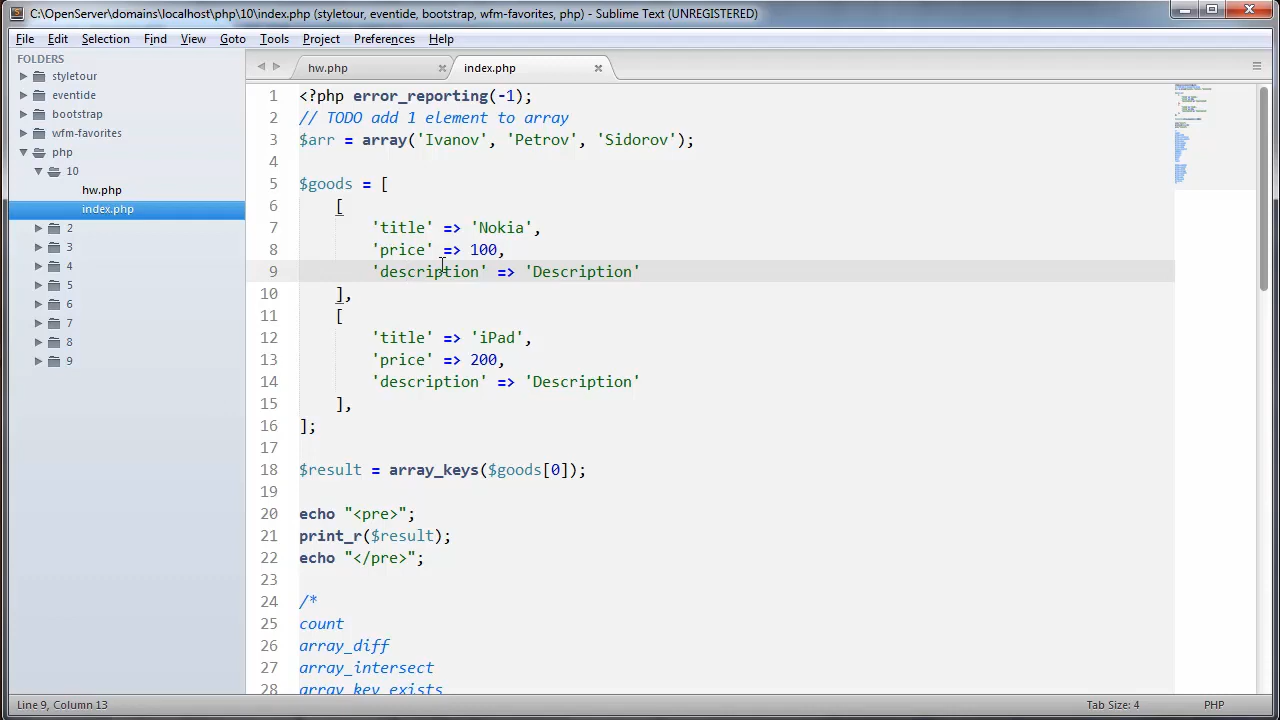 C:\OpenServer\domains\localhost\php\10\index.php (styletour, eventide, bootstrap, wfm-favorites, php) - Sublime Text (UNREGISTERED)
File Edit Selection Find View Goto Tools Project Preferences Help
FOLDERS
styletour
eventide
bootstrap
wfm-favorites
php
10
hw.php
index.php
2
3
4
5
6
7
8
9
hw.php index.php
1 <?php error_reporting(-1);
2 // TODO add 1 element to array
3 $arr = array('Ivanov', 'Petrov', 'Sidorov');
4
5 $goods = [
6 [
7 'title' => 'Nokia',
8 'price' => 100,
9 'description' => 'Description'
10 ],
11 [
12 'title' => 'iPad',
13 'price' => 200,
14 'description' => 'Description'
15 ],
16 ];
17
18 $result = array_keys($goods[0]);
19
20 echo "<pre>";
21 print_r($result);
22 echo "</pre>";
23
24 /*
25 count
26 array_diff
27 array_intersect
28 array_key_exists
Line 9, Column 13 Tab Size: 4 PHP